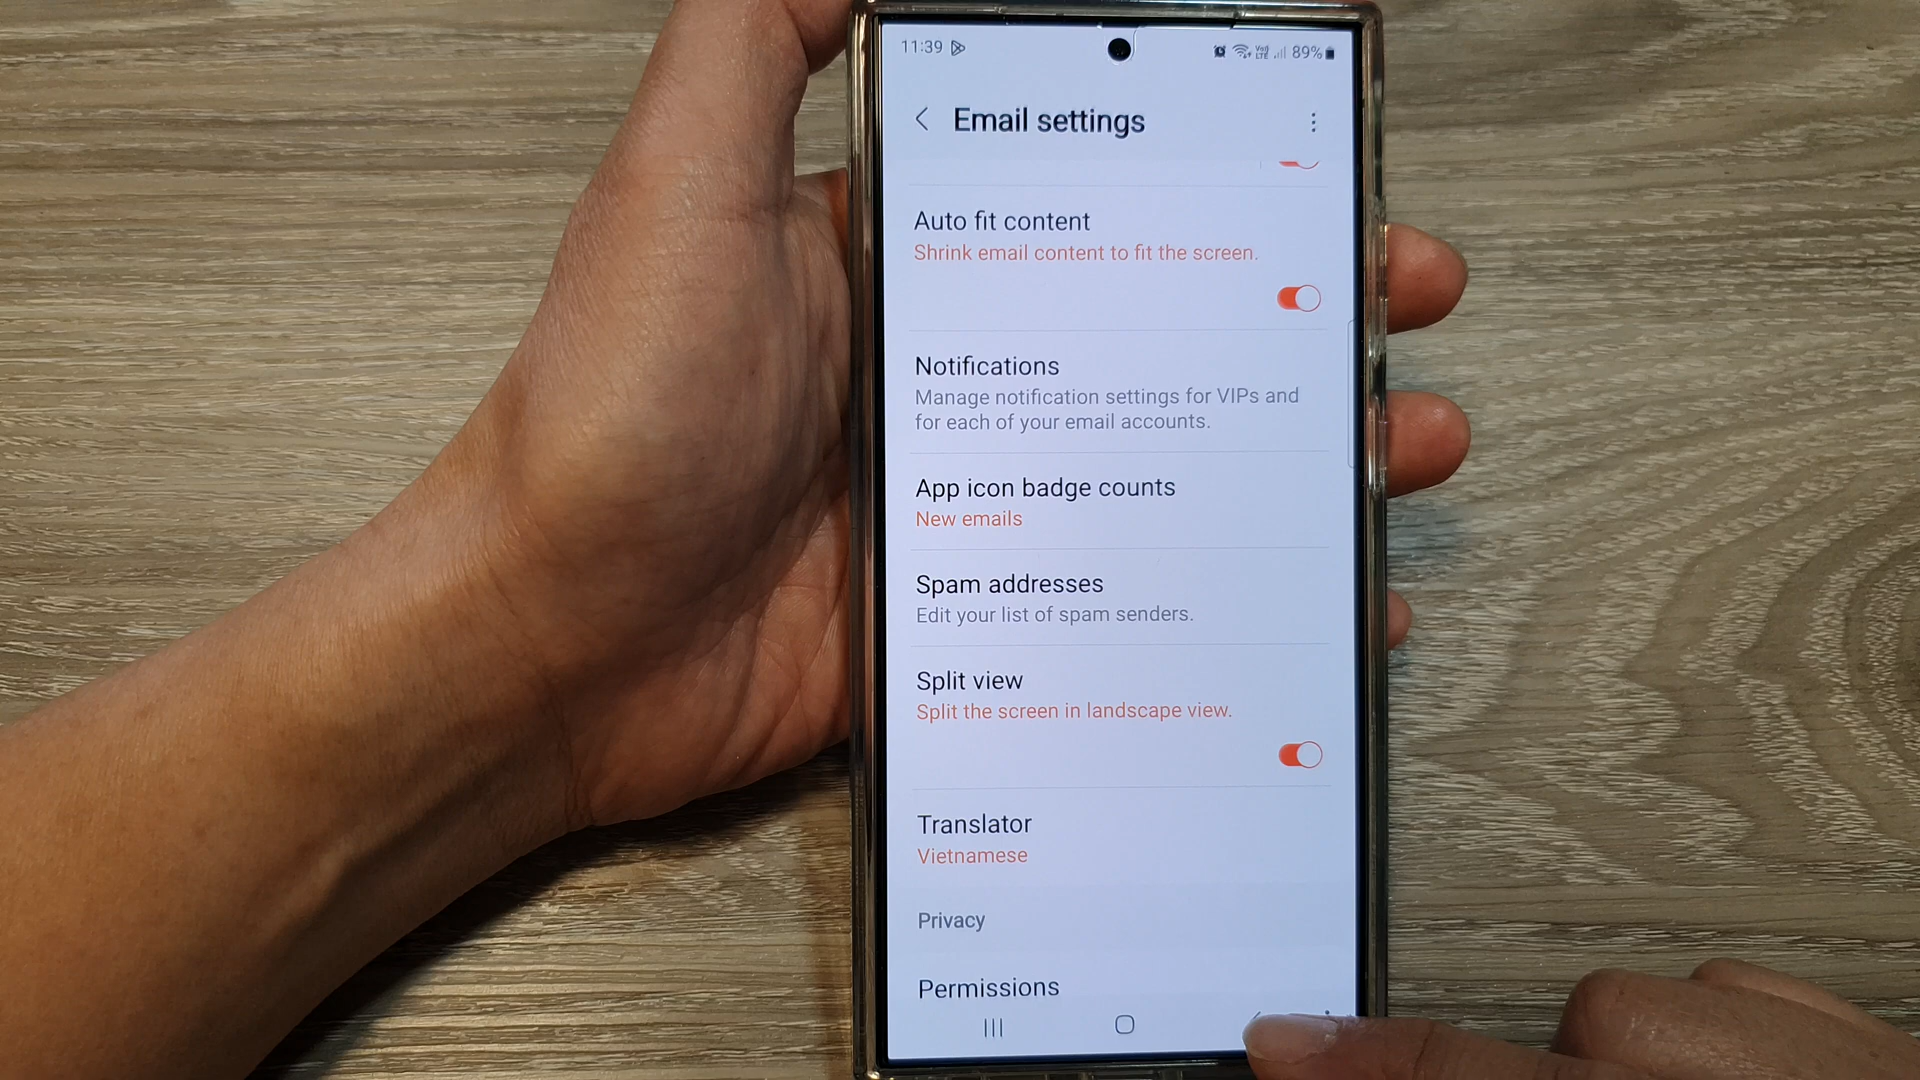 11:39
Vo) LTE 89%
Email settings
Auto fit content
Shrink email content to fit the screen.
Notifications
Manage notification settings for VIPs and
for each of your email accounts.
App icon badge counts
New emails
Spam addresses
Edit your list of spam senders.
Split view
Split the screen in landscape view.
Translator
Vietnamese
Privacy
Permissions